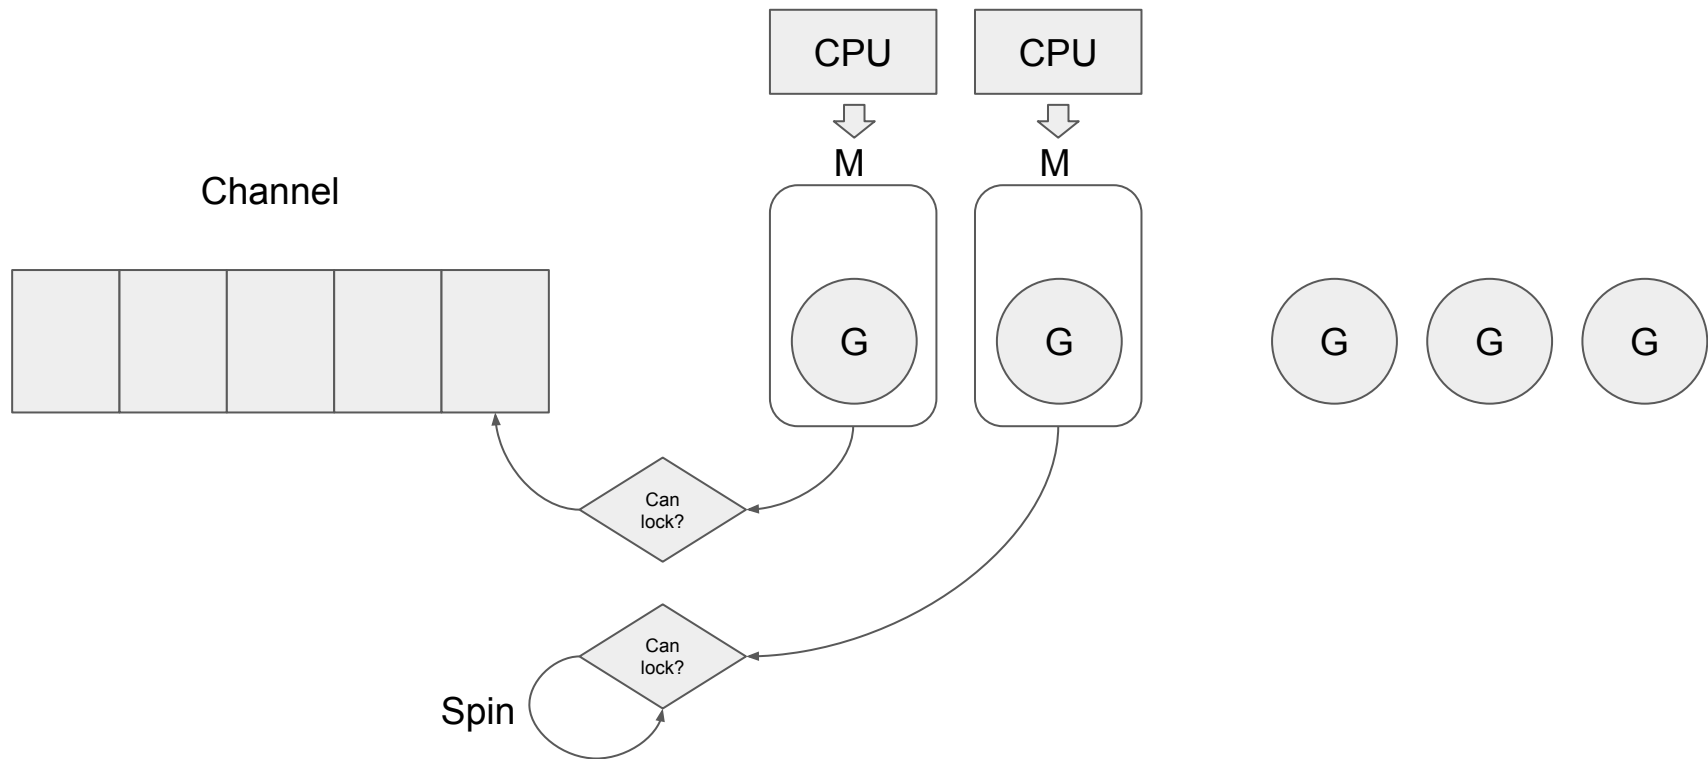 CPU
CPU
M
M
Channel
G
G
G
G
G
Can
lock?
Can
lock?
Spin